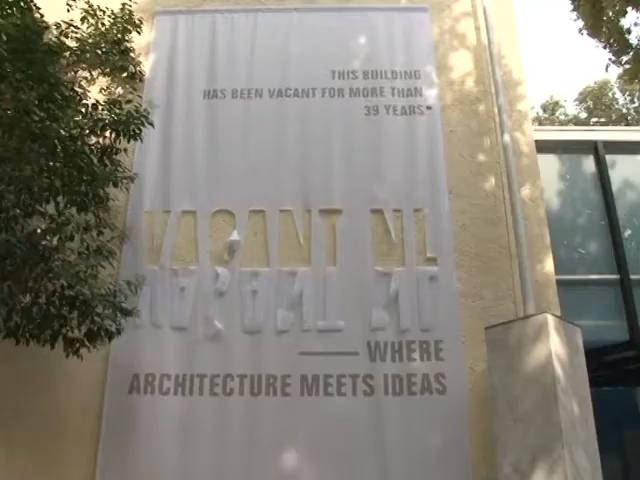 THIS BUILDING
HAS BEEN VACANT FOR MORE THAN
39 YEARS*
VACANT NL
WHERE
ARCHITECTURE MEETS IDEAS